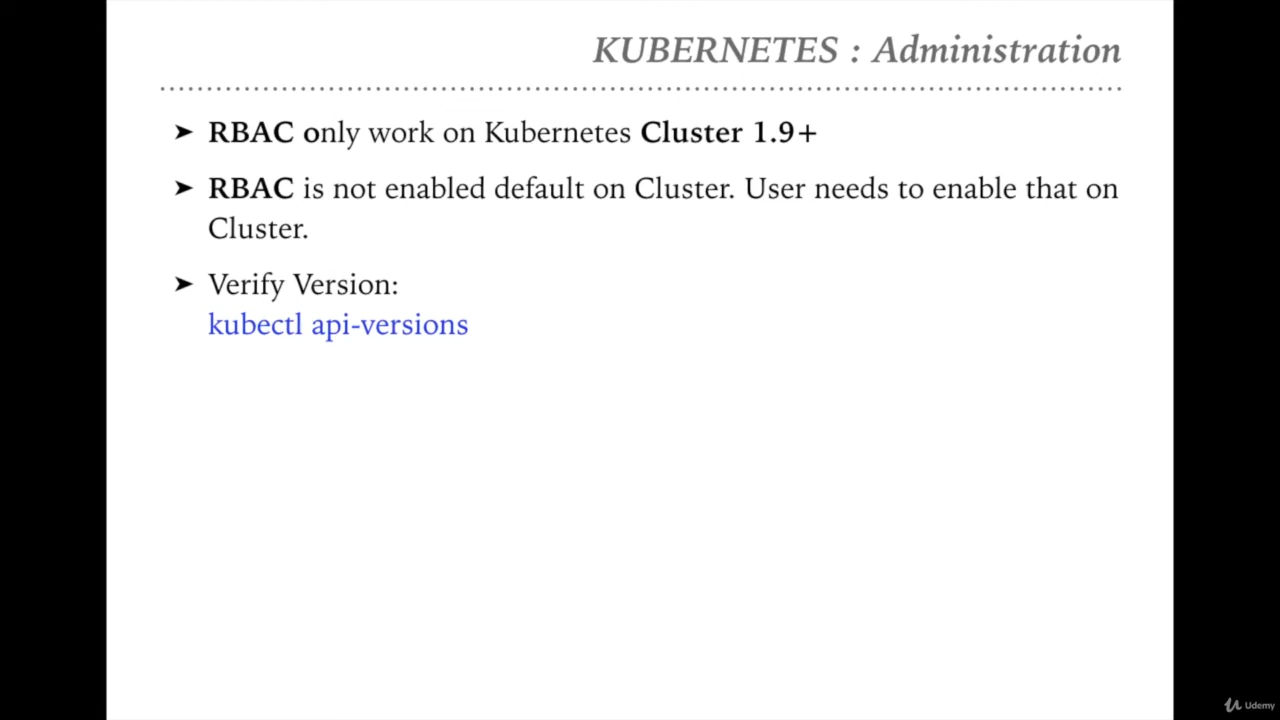 KUBERNETES : Administration
➤ RBAC only work on Kubernetes Cluster 1.9+
➤ RBAC is not enabled default on Cluster. User needs to enable that on
Cluster.
➤ Verify Version:
kubectl api-versions
Udemy